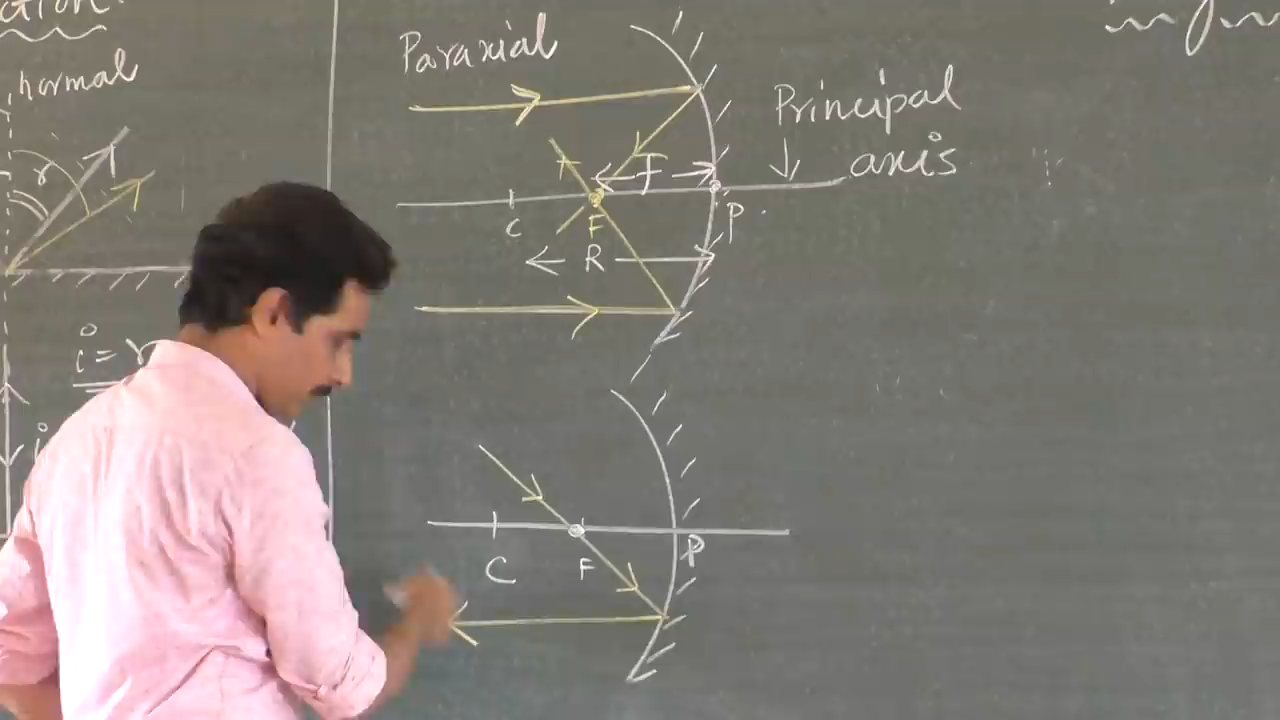 normal
r
i = r
i
Paraxial
Principal
axis
f
C
F
P
R
C
F
P